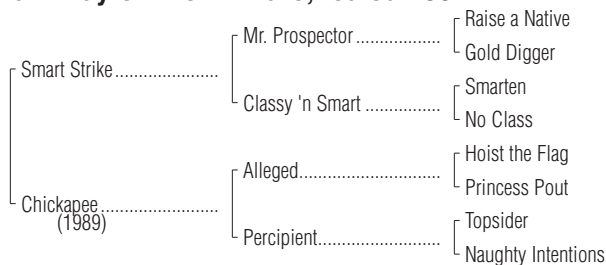 Raise a Native
Mr. Prospector ................
Gold Digger
Smart Strike......................
Smarten
Classy 'n Smart ...............
No Class
Hoist the Flag
Alleged.............................
Princess Pout
Chickapee.........................
(1989)
Topsider
Percipient.........................
Naughty Intentions